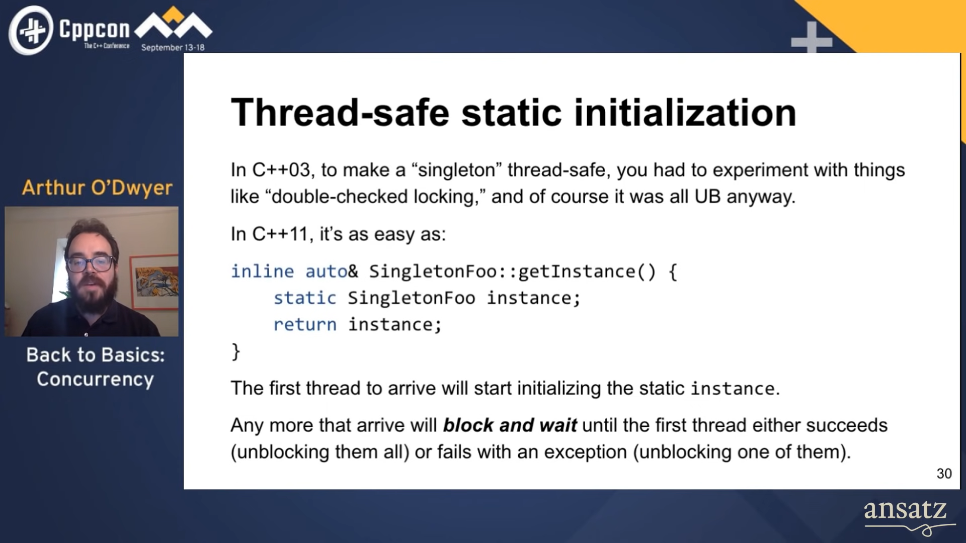 Cppcon
The C++ Conference
September 13-18
Arthur O'Dwyer
Back to Basics:
Concurrency
Thread-safe static initialization
In C++03, to make a “singleton” thread-safe, you had to experiment with things
like “double-checked locking,” and of course it was all UB anyway.
In C++11, it’s as easy as:
inline auto& SingletonFoo::getInstance() {
    static SingletonFoo instance;
    return instance;
}
The first thread to arrive will start initializing the static instance.
Any more that arrive will block and wait until the first thread either succeeds
(unblocking them all) or fails with an exception (unblocking one of them).
30
ansatz